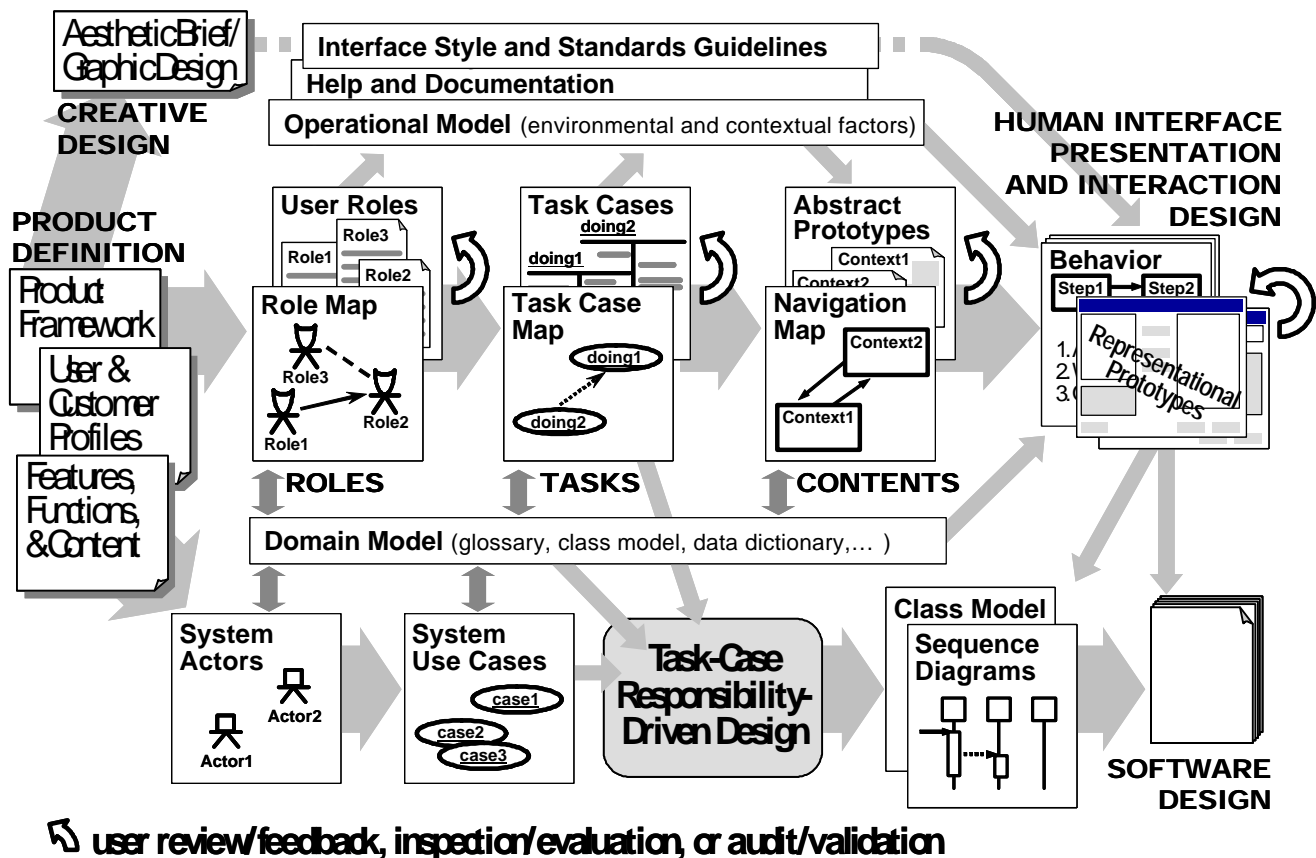 Aesthetic Brief/
Graphic Design
CREATIVE
DESIGN
Interface Style and Standards Guidelines
Help and Documentation
Operational Model (environmental and contextual factors)
HUMAN INTERFACE
PRESENTATION
AND INTERACTION
DESIGN
PRODUCT
DEFINITION
Product
Framework
User &
Customer
Profiles
Features,
Functions,
& Content
User Roles
Role3
Role1
Role2
Role Map
Role3
Role1
Role2
ROLES
Task Cases
doing2
doing1
Task Case
Map
doing1
doing2
TASKS
Abstract
Prototypes
Context1
Context2
Navigation
Map
Context2
Context1
CONTENTS
Behavior
Step1
Step2
1.
2.
3.
Representational
Prototypes
Domain Model (glossary, class model, data dictionary,… )
System
Actors
Actor2
Actor1
System
Use Cases
case1
case2
case3
Task-Case
Responsibility-
Driven Design
Class Model
Sequence
Diagrams
SOFTWARE
DESIGN
user review/feedback, inspection/evaluation, or audit/validation